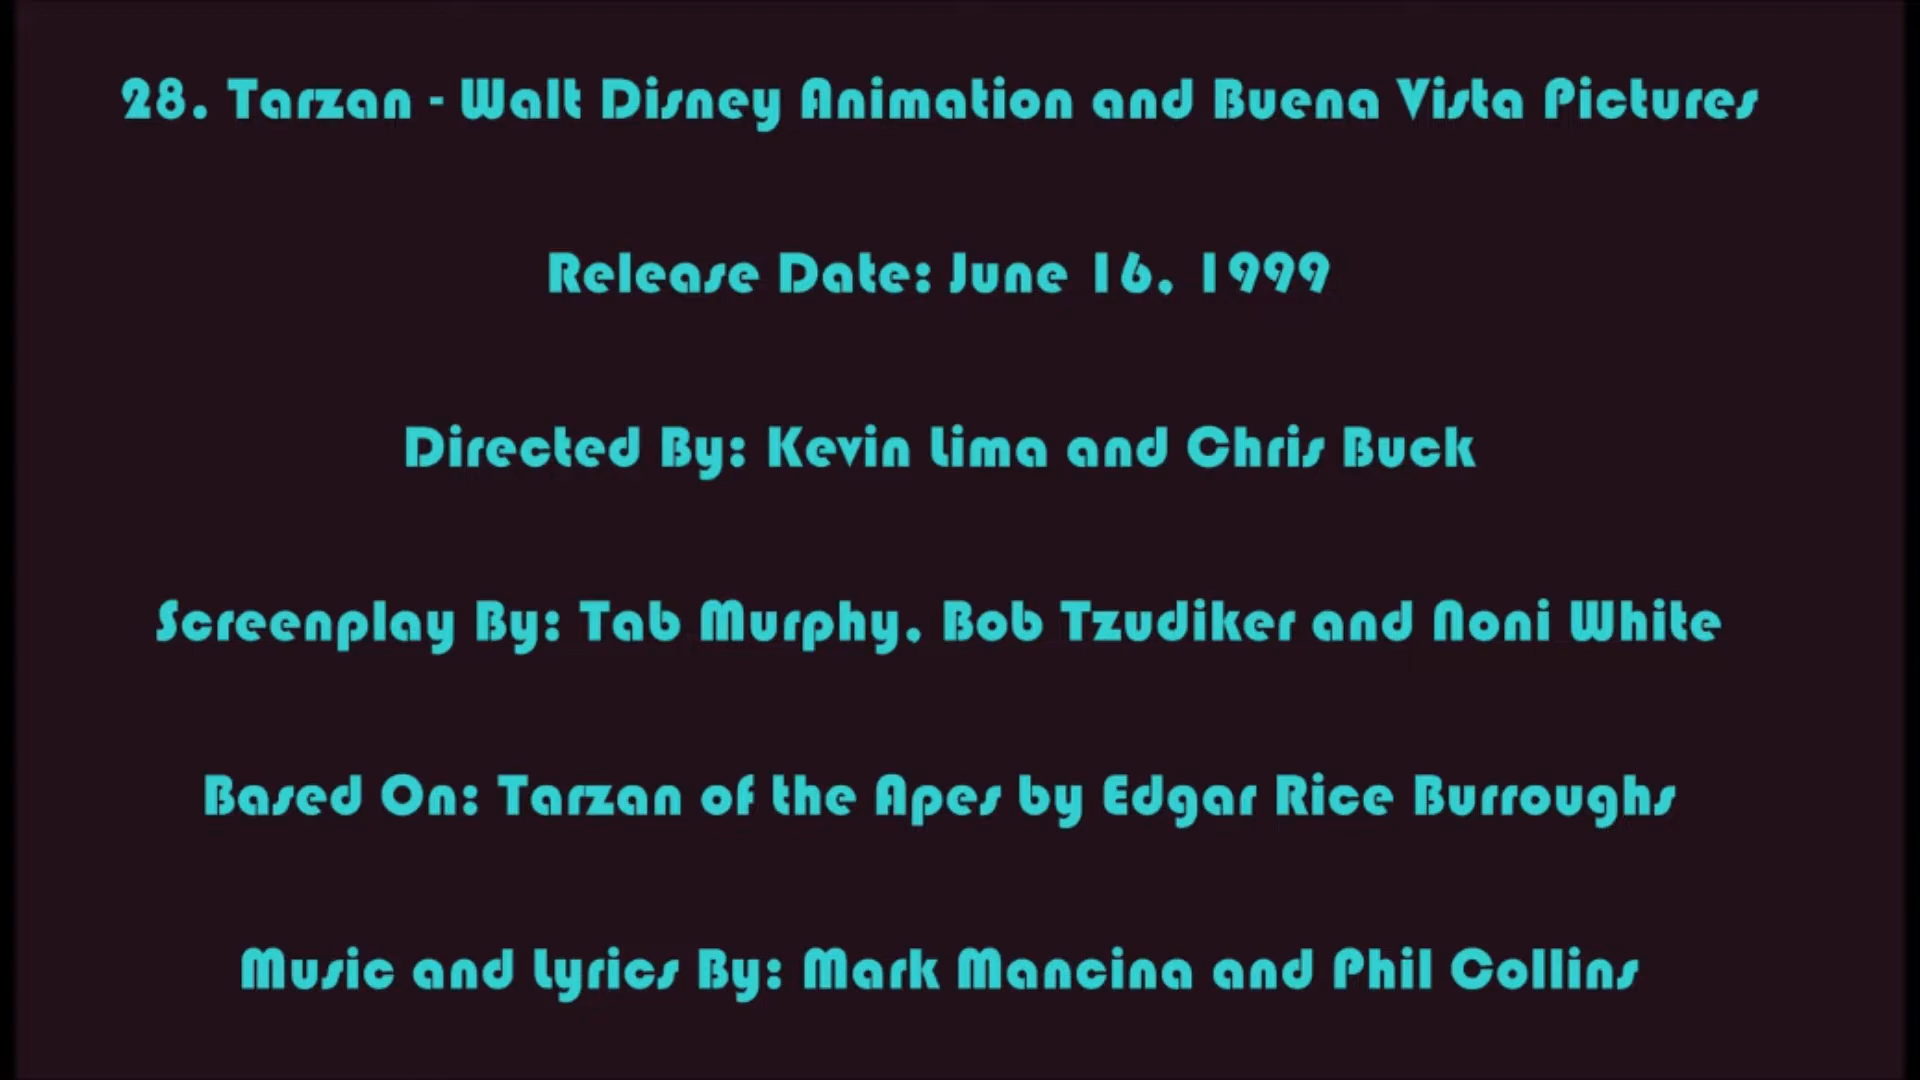 28. Tarzan - Walt Disney Animation and Buena Vista Pictures
Release Date: June 16, 1999
Directed By: Kevin Lima and Chris Buck
Screenplay By: Tab Murphy, Bob Tzudiker and Noni White
Based On: Tarzan of the Apes by Edgar Rice Burroughs
Music and Lyrics By: Mark Mancina and Phil Collins